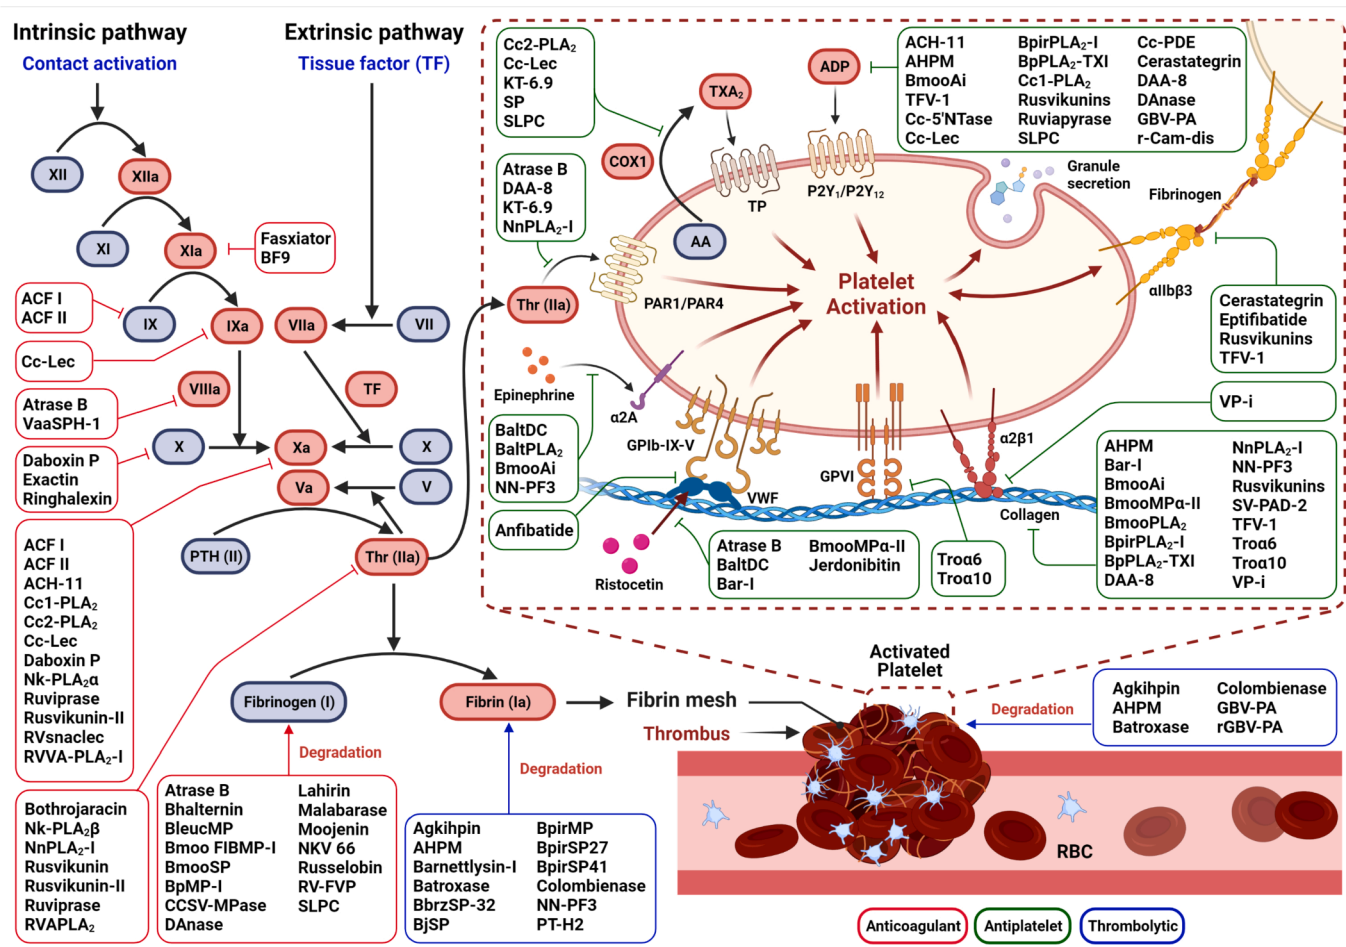 Intrinsic pathway
Contact activation
Extrinsic pathway
Tissue factor (TF)
XII
XIIa
XI
XIa
Fasxiator
BF9
ACF I
ACF II
IX
IXa
VIIa
VII
Cc-Lec
VIIIa
TF
Atrase B
VaaSPH-1
X
Xa
X
Daboxin P
Exactin
Ringhalexin
Va
V
PTH (II)
Thr (IIa)
ACF I
ACF II
ACH-11
Cc1-PLA₂
Cc2-PLA₂
Cc-Lec
Daboxin P
Nk-PLA₂α
Ruviprase
Rusvikunin-II
RVsnaclec
RVVA-PLA₂-I
Bothrojaracin
Nk-PLA₂β
NnPLA₂-I
Rusvikunin
Rusvikunin-II
Ruviprase
RVAPLA₂
Fibrinogen (I)
Fibrin (Ia)
Fibrin mesh
Thrombus
Degradation
Degradation
Atrase B
Bhalternin
BleucMP
Bmoo FIBMP-I
BmooSP
BpMP-I
CCSV-MPase
DAnase
Lahirin
Malabarase
Moojenin
NKV 66
Russelobin
RV-FVP
SLPC
Agkihpin
AHPM
Barnettlysin-I
Batroxase
BbrzSP-32
BjSP
BpirMP
BpirSP27
BpirSP41
Colombienase
NN-PF3
PT-H2
Cc2-PLA₂
Cc-Lec
KT-6.9
SP
SLPC
TXA₂
COX1
AA
ADP
ACH-11
AHPM
BmooAi
TFV-1
Cc-5'NTase
Cc-Lec
BpirPLA₂-I
BpPLA₂-TXI
Cc1-PLA₂
Rusvikunins
Ruviapyrase
SLPC
Cc-PDE
Cerastategrin
DAA-8
DAnase
GBV-PA
r-Cam-dis
Atrase B
DAA-8
KT-6.9
NnPLA₂-I
Thr (IIa)
PAR1/PAR4
TP
P2Y₁/P2Y₁₂
Granule
secretion
Fibrinogen
αIIbβ3
Platelet
Activation
Cerastategrin
Eptifibatide
Rusvikunins
TFV-1
Epinephrine
α2A
GPIb-IX-V
VWF
GPVI
α2β1
Collagen
VP-i
BaltDC
BaltPLA₂
BmooAi
NN-PF3
Anfibatide
Ristocetin
Atrase B
BaltDC
Bar-I
BmooMPα-II
Jerdonibitin
Troα6
Troα10
AHPM
Bar-I
BmooAi
BmooMPα-II
BmooPLA₂
BpirPLA₂-I
BpPLA₂-TXI
DAA-8
NnPLA₂-I
NN-PF3
Rusvikunins
SV-PAD-2
TFV-1
Troα6
Troα10
VP-i
Activated
Platelet
Degradation
Agkihpin
AHPM
Batroxase
Colombienase
GBV-PA
rGBV-PA
RBC
Anticoagulant
Antiplatelet
Thrombolytic